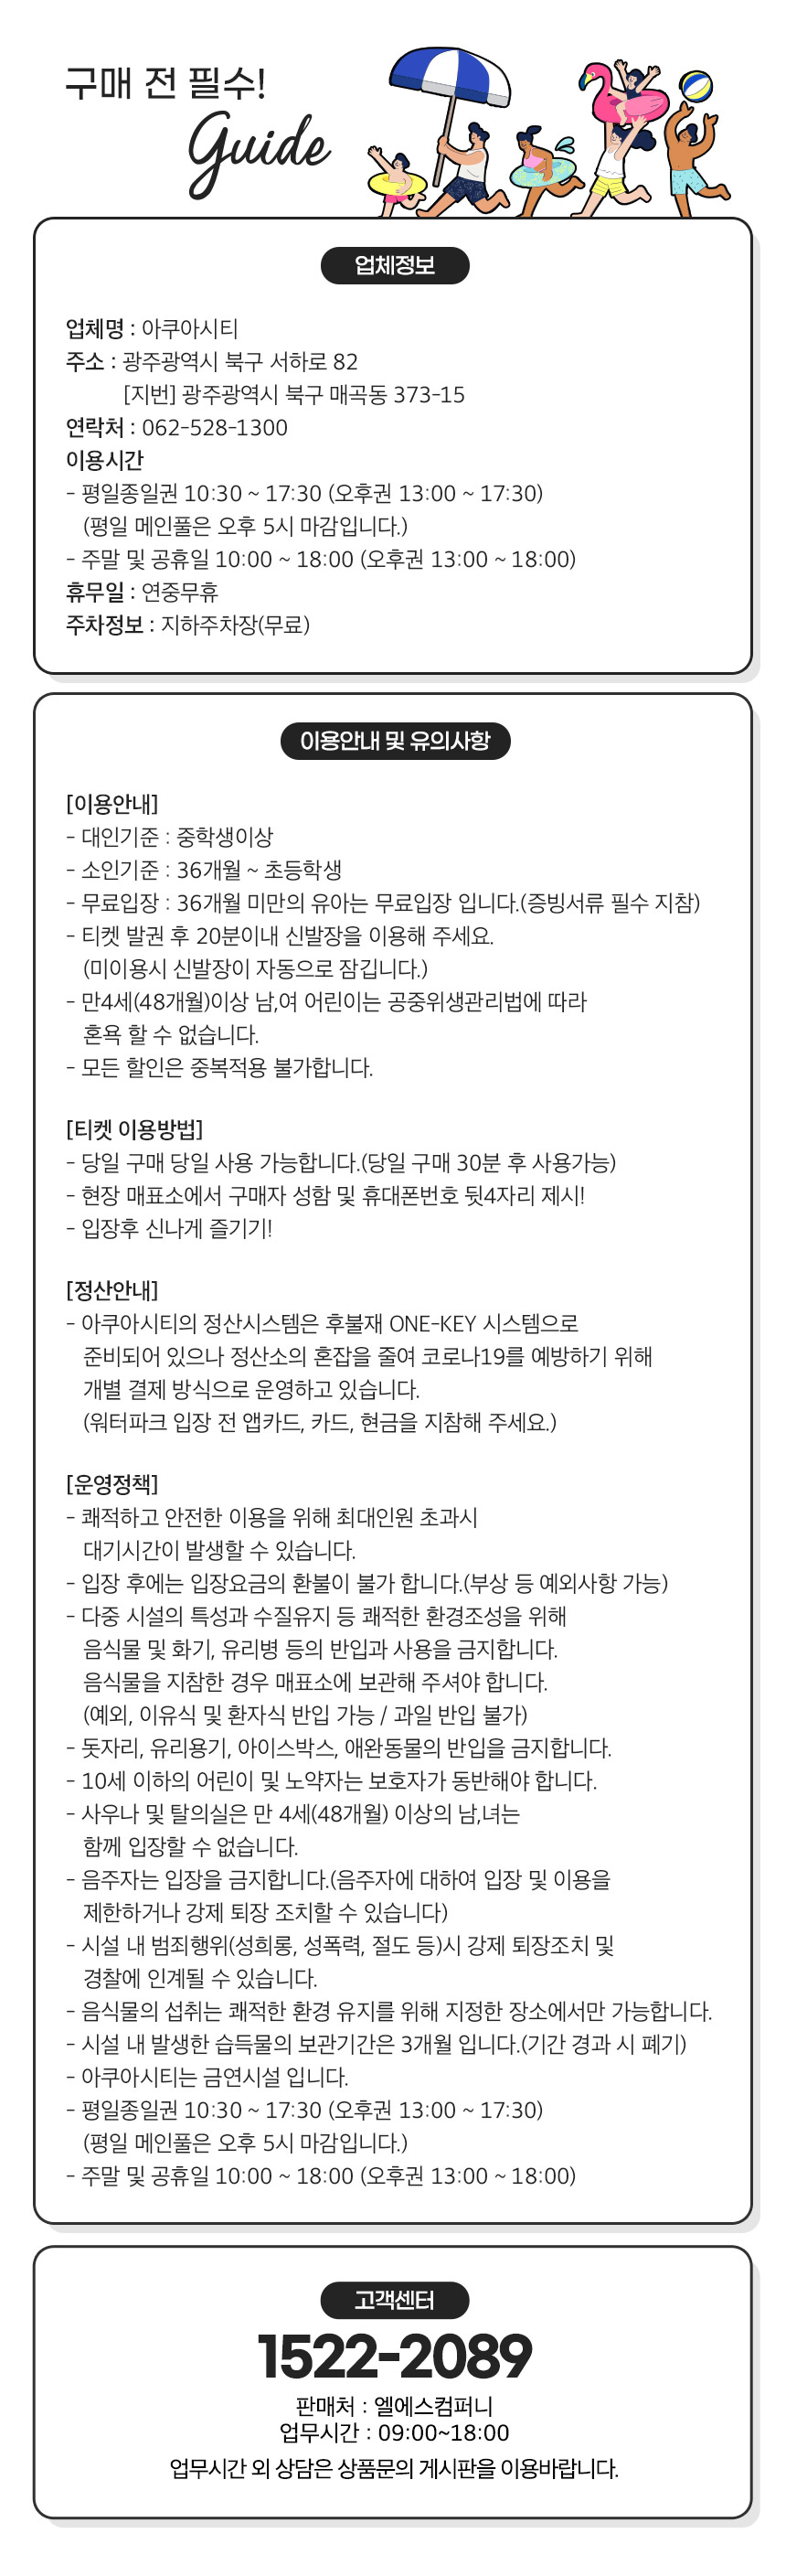 구매 전 필수!
Guide
업체정보
업체명 : 아쿠아시티
주소 : 광주광역시 북구 서하로 82
[지번] 광주광역시 북구 매곡동 373-15
연락처 : 062-528-1300
이용시간
- 평일종일권 10:30 ~ 17:30 (오후권 13:00 ~ 17:30)
(평일 메인풀은 오후 5시 마감입니다.)
- 주말 및 공휴일 10:00 ~ 18:00 (오후권 13:00 ~ 18:00)
휴무일 : 연중무휴
주차정보 : 지하주차장(무료)
이용안내 및 유의사항
[이용안내]
- 대인기준 : 중학생이상
- 소인기준 : 36개월 ~ 초등학생
- 무료입장 : 36개월 미만의 유아는 무료입장 입니다.(증빙서류 필수 지참)
- 티켓 발권 후 20분이내 신발장을 이용해 주세요.
(미이용시 신발장이 자동으로 잠깁니다.)
- 만4세(48개월)이상 남,여 어린이는 공중위생관리법에 따라
혼욕 할 수 없습니다.
- 모든 할인은 중복적용 불가합니다.
[티켓 이용방법]
- 당일 구매 당일 사용 가능합니다.(당일 구매 30분 후 사용가능)
- 현장 매표소에서 구매자 성함 및 휴대폰번호 뒷4자리 제시!
- 입장후 신나게 즐기기!
[정산안내]
- 아쿠아시티의 정산시스템은 후불재 ONE-KEY 시스템으로
준비되어 있으나 정산소의 혼잡을 줄여 코로나19를 예방하기 위해
개별 결제 방식으로 운영하고 있습니다.
(워터파크 입장 전 앱카드, 카드, 현금을 지참해 주세요.)
[운영정책]
- 쾌적하고 안전한 이용을 위해 최대인원 초과시
대기시간이 발생할 수 있습니다.
- 입장 후에는 입장요금의 환불이 불가 합니다.(부상 등 예외사항 가능)
- 다중 시설의 특성과 수질유지 등 쾌적한 환경조성을 위해
음식물 및 화기, 유리병 등의 반입과 사용을 금지합니다.
음식물을 지참한 경우 매표소에 보관해 주셔야 합니다.
(예외, 이유식 및 환자식 반입 가능 / 과일 반입 불가)
- 돗자리, 유리용기, 아이스박스, 애완동물의 반입을 금지합니다.
- 10세 이하의 어린이 및 노약자는 보호자가 동반해야 합니다.
- 사우나 및 탈의실은 만 4세(48개월) 이상의 남,녀는
함께 입장할 수 없습니다.
- 음주자는 입장을 금지합니다.(음주자에 대하여 입장 및 이용을
제한하거나 강제 퇴장 조치할 수 있습니다)
- 시설 내 범죄행위(성희롱, 성폭력, 절도 등)시 강제 퇴장조치 및
경찰에 인계될 수 있습니다.
- 음식물의 섭취는 쾌적한 환경 유지를 위해 지정한 장소에서만 가능합니다.
- 시설 내 발생한 습득물의 보관기간은 3개월 입니다.(기간 경과 시 폐기)
- 아쿠아시티는 금연시설 입니다.
- 평일종일권 10:30 ~ 17:30 (오후권 13:00 ~ 17:30)
(평일 메인풀은 오후 5시 마감입니다.)
- 주말 및 공휴일 10:00 ~ 18:00 (오후권 13:00 ~ 18:00)
고객센터
1522-2089
판매처 : 엘에스컴퍼니
업무시간 : 09:00~18:00
업무시간 외 상담은 상품문의 게시판을 이용바랍니다.